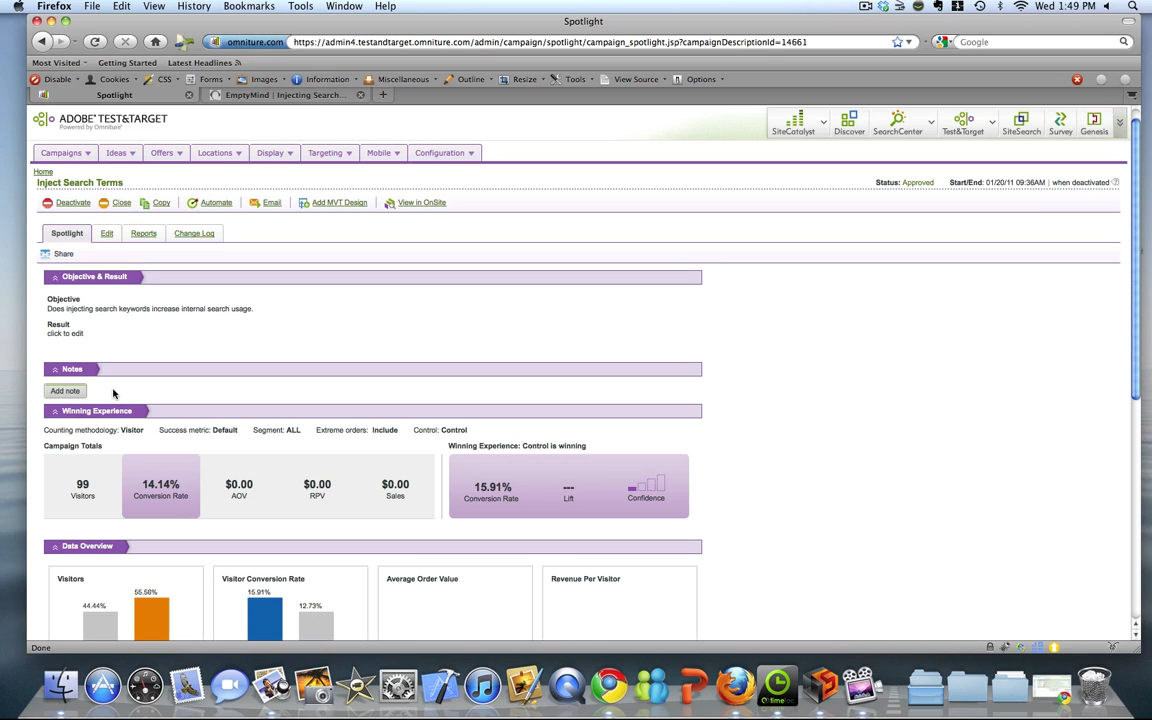 Firefox File Edit View History Bookmarks Tools Window Help Wed 1:49 PM
Spotlight
omniture.com https://admin4.testandtarget.omniture.com/admin/campaign/spotlight/campaign_spotlight.jsp?campaignDescriptionId=14661 Google
Most Visited Getting Started Latest Headlines
Disable Cookies CSS Forms Images Information Miscellaneous Outline Resize Tools View Source Options
Spotlight EmptyMind | Injecting Search...
ADOBE® TEST&TARGET
Powered by Omniture®
SiteCatalyst Discover SearchCenter Test&Target SiteSearch Survey Genesis
Campaigns Ideas Offers Locations Display Targeting Mobile Configuration
Home
Inject Search Terms Status: Approved Start/End: 01/20/11 09:36AM | when deactivated
Deactivate Close Copy Automate Email Add MVT Design View in OnSite
Spotlight Edit Reports Change Log
Share
Objective & Result
Objective
Does injecting search keywords increase internal search usage.
Result
click to edit
Notes
Add note
Winning Experience
Counting methodology: Visitor Success metric: Default Segment: ALL Extreme orders: Include Control: Control
Campaign Totals Winning Experience: Control is winning
99 14.14% $0.00 $0.00 $0.00 15.91% ---
Visitors Conversion Rate AOV RPV Sales Conversion Rate Lift Confidence
Data Overview
Visitors Visitor Conversion Rate Average Order Value Revenue Per Visitor
55.56% 15.91%
44.44% 12.73%
Done